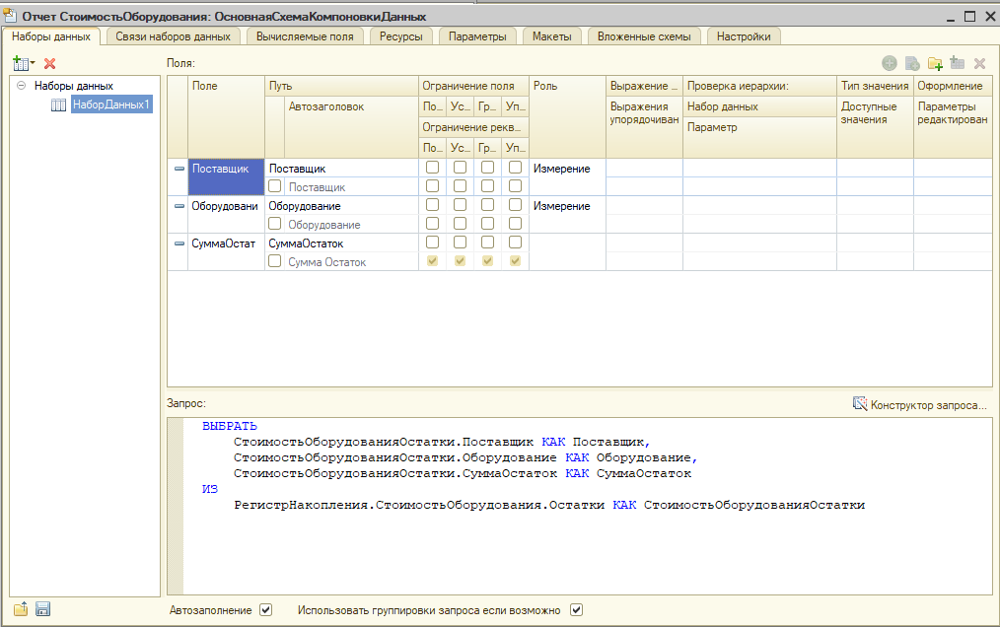 Отчет СтоимостьОборудования: ОсновнаяСхемаКомпоновкиДанных
Наборы данных Связи наборов данных Вычисляемые поля Ресурсы Параметры Макеты Вложенные схемы Настройки
Поля:
Наборы данных
НаборДанных1
Поле Путь Ограничение поля Роль Выражение ... Проверка иерархии: Тип значения Оформление
Автозаголовок По... Ус... Гр... Уп... Выражения упорядочиван Набор данных Доступные значения Параметры редактирован
Ограничение рекв... Параметр
По... Ус... Гр... Уп...
Поставщик Поставщик Измерение
Поставщик
Оборудовани Оборудование Измерение
Оборудование
СуммаОстат СуммаОстаток
Сумма Остаток
Запрос: Конструктор запроса...
ВЫБРАТЬ
СтоимостьОборудованияОстатки.Поставщик КАК Поставщик,
СтоимостьОборудованияОстатки.Оборудование КАК Оборудование,
СтоимостьОборудованияОстатки.СуммаОстаток КАК СуммаОстаток
ИЗ
РегистрНакопления.СтоимостьОборудования.Остатки КАК СтоимостьОборудованияОстатки
Автозаполнение Использовать группировки запроса если возможно